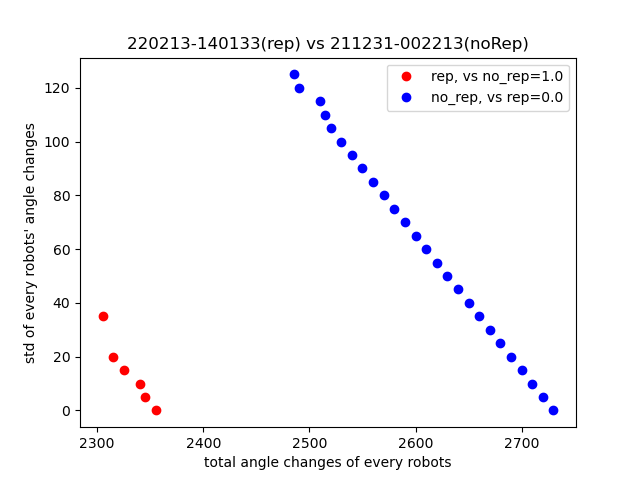 220213-140133(rep) vs 211231-002213(noRep)
rep, vs no_rep=1.0
no_rep, vs rep=0.0
std of every robots' angle changes
120
100
80
60
40
20
0
2300 2400 2500 2600 2700
total angle changes of every robots